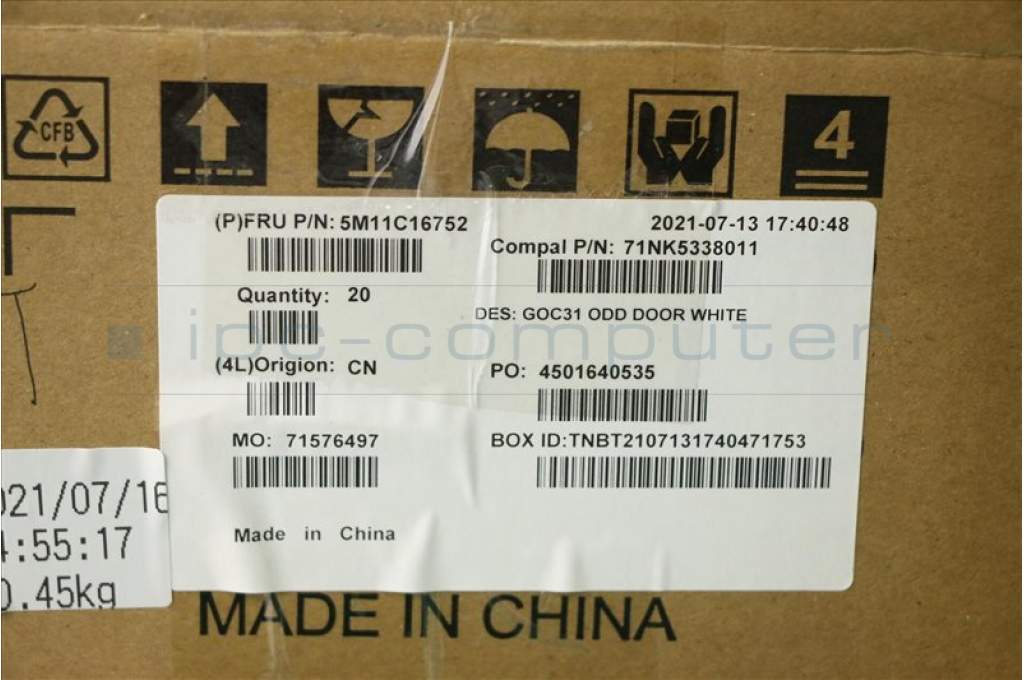 CFB
4
(P)FRU P/N: 5M11C16752
2021-07-13 17:40:48
Compal P/N: 71NK5338011
Quantity: 20
DES: GOC31 ODD DOOR WHITE
ipc-computer
(4L)Origion: CN
PO: 4501640535
MO: 71576497
BOX ID:TNBT2107131740471753
Made in China
021/07/16
4:55:17
0.45kg
MADE IN CHINA